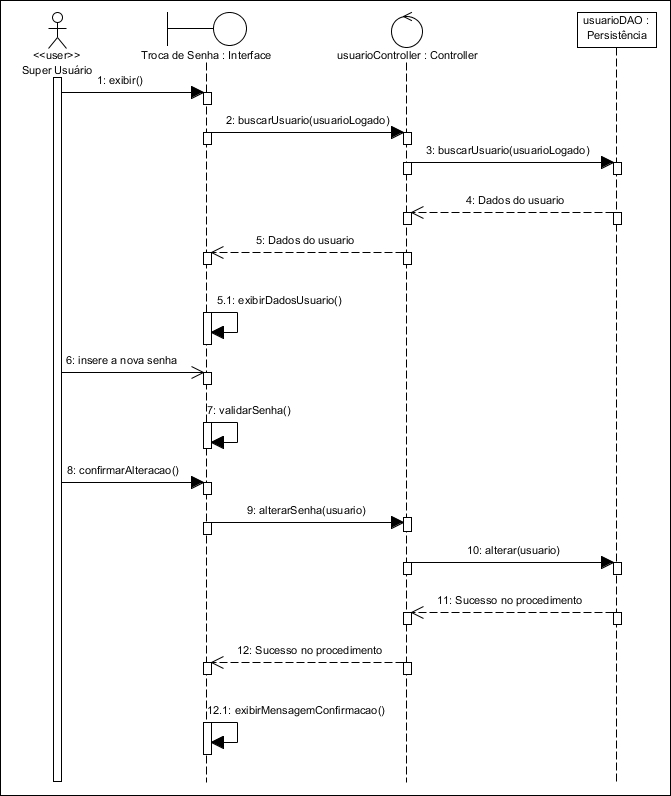 <<user>>
Super Usuário
Troca de Senha : Interface
usuarioController : Controller
usuarioDAO :
Persistência
1: exibir()
2: buscarUsuario(usuarioLogado)
3: buscarUsuario(usuarioLogado)
4: Dados do usuario
5: Dados do usuario
5.1: exibirDadosUsuario()
6: insere a nova senha
7: validarSenha()
8: confirmarAlteracao()
9: alterarSenha(usuario)
10: alterar(usuario)
11: Sucesso no procedimento
12: Sucesso no procedimento
12.1: exibirMensagemConfirmacao()